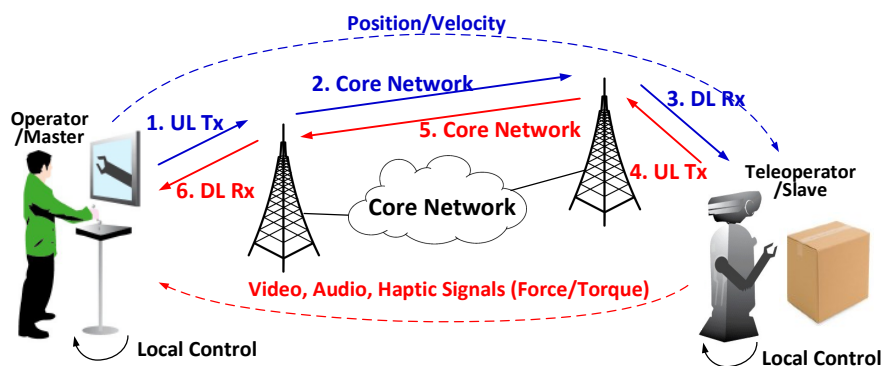 Position/Velocity
2. Core Network
Operator
/Master
1. UL Tx
3. DL Rx
5. Core Network
6. DL Rx
4. UL Tx
Teleoperator
/Slave
Core Network
Video, Audio, Haptic Signals (Force/Torque)
Local Control
Local Control